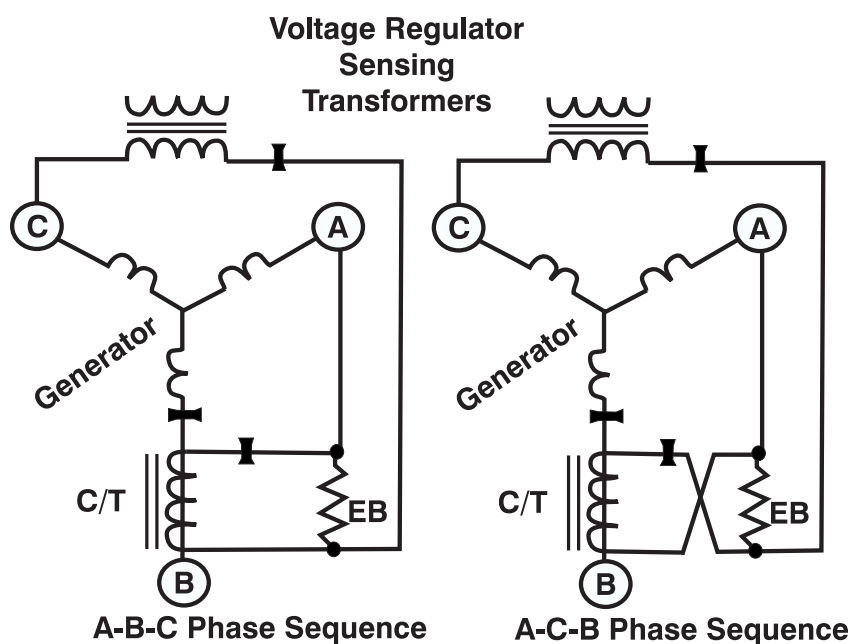 Voltage Regulator
Sensing
Transformers
C
A
Generator
C/T
EB
B
A-B-C Phase Sequence
C
A
Generator
C/T
EB
B
A-C-B Phase Sequence